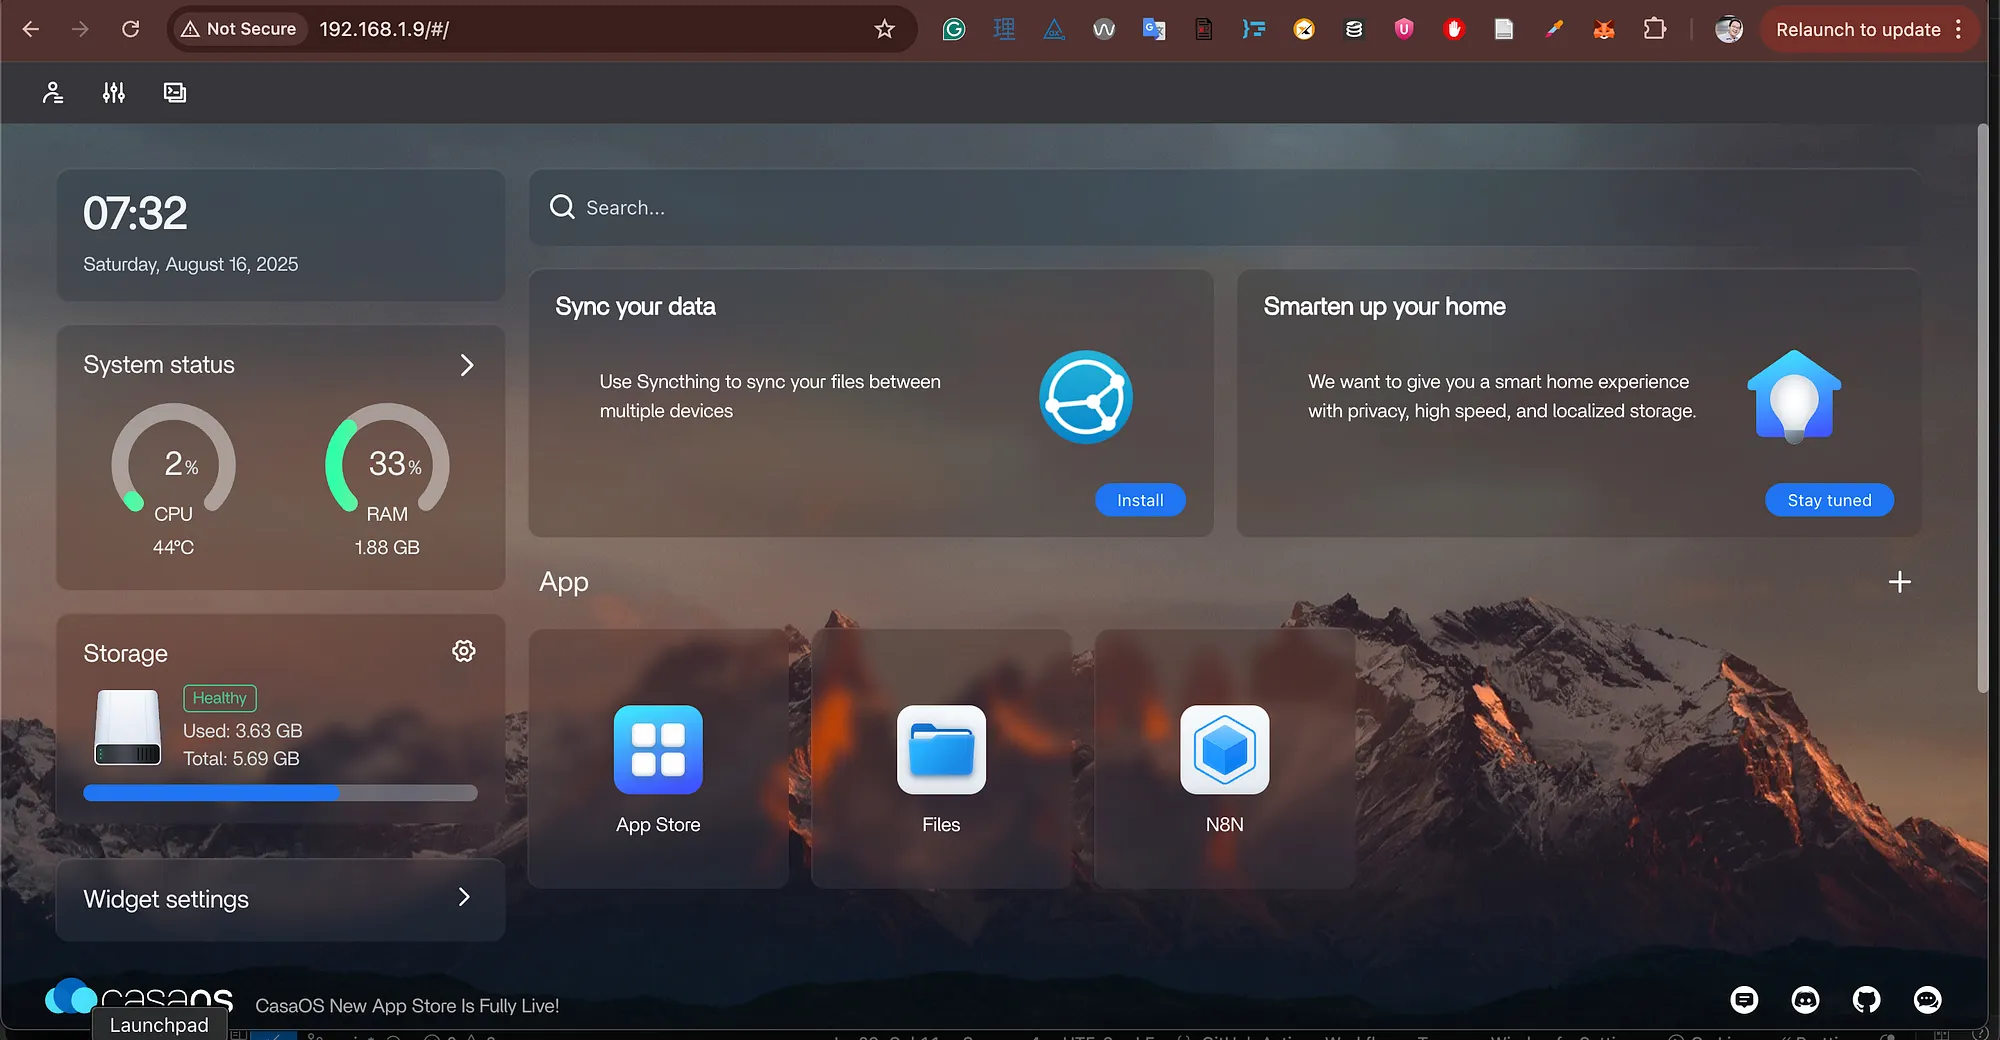 Not Secure
192.168.1.9/#/
Relaunch to update
07:32
Saturday, August 16, 2025
Search...
System status
2%
CPU
44°C
33%
RAM
1.88 GB
Sync your data
Use Syncthing to sync your files between
multiple devices
Install
Smarten up your home
We want to give you a smart home experience
with privacy, high speed, and localized storage.
Stay tuned
Storage
Healthy
Used: 3.63 GB
Total: 5.69 GB
App
App Store
Files
N8N
Widget settings
casaos
CasaOS New App Store Is Fully Live!
Launchpad